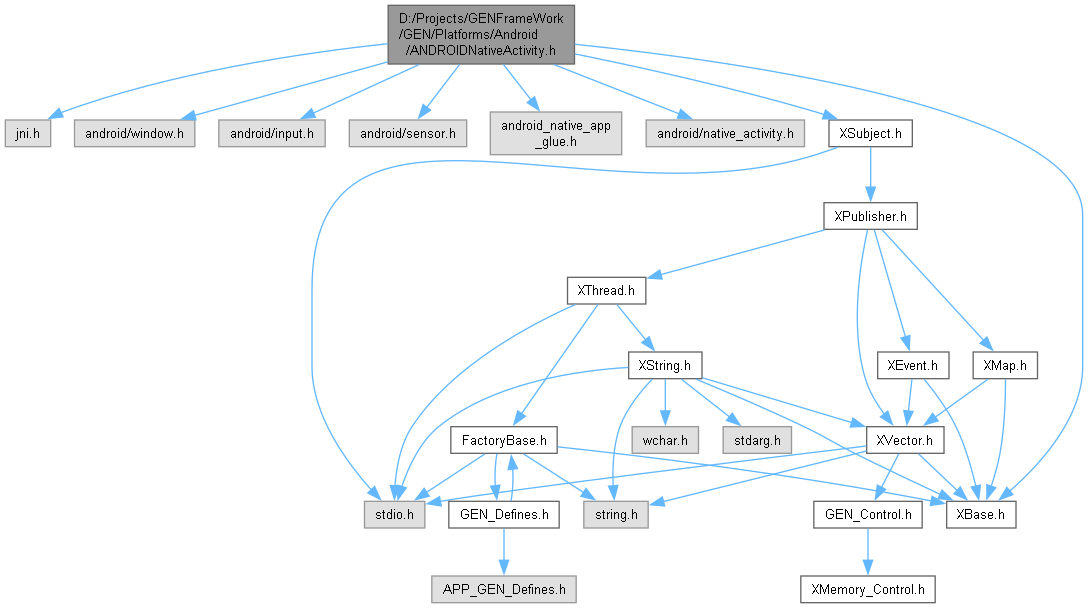 D:/Projects/GENFrameWork
/GEN/Platforms/Android
/ANDROIDNativeActivity.h
jni.h
android/window.h
android/input.h
android/sensor.h
android_native_app
_glue.h
android/native_activity.h
XSubject.h
XPublisher.h
XThread.h
XString.h
XEvent.h
XMap.h
FactoryBase.h
wchar.h
stdarg.h
XVector.h
stdio.h
GEN_Defines.h
string.h
GEN_Control.h
XBase.h
APP_GEN_Defines.h
XMemory_Control.h